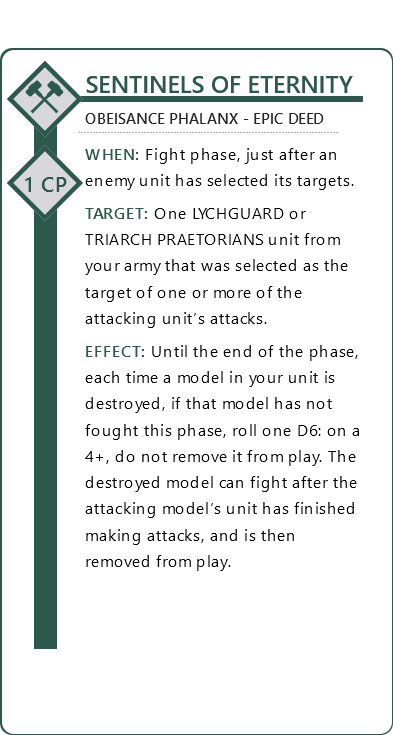 SENTINELS OF ETERNITY
OBEISANCE PHALANX - EPIC DEED
1 CP
WHEN: Fight phase, just after an
enemy unit has selected its targets.
TARGET: One LYCHGUARD or
TRIARCH PRAETORIANS unit from
your army that was selected as the
target of one or more of the
attacking unit's attacks.
EFFECT: Until the end of the phase,
each time a model in your unit is
destroyed, if that model has not
fought this phase, roll one D6: on a
4+, do not remove it from play. The
destroyed model can fight after the
attacking model's unit has finished
making attacks, and is then
removed from play.